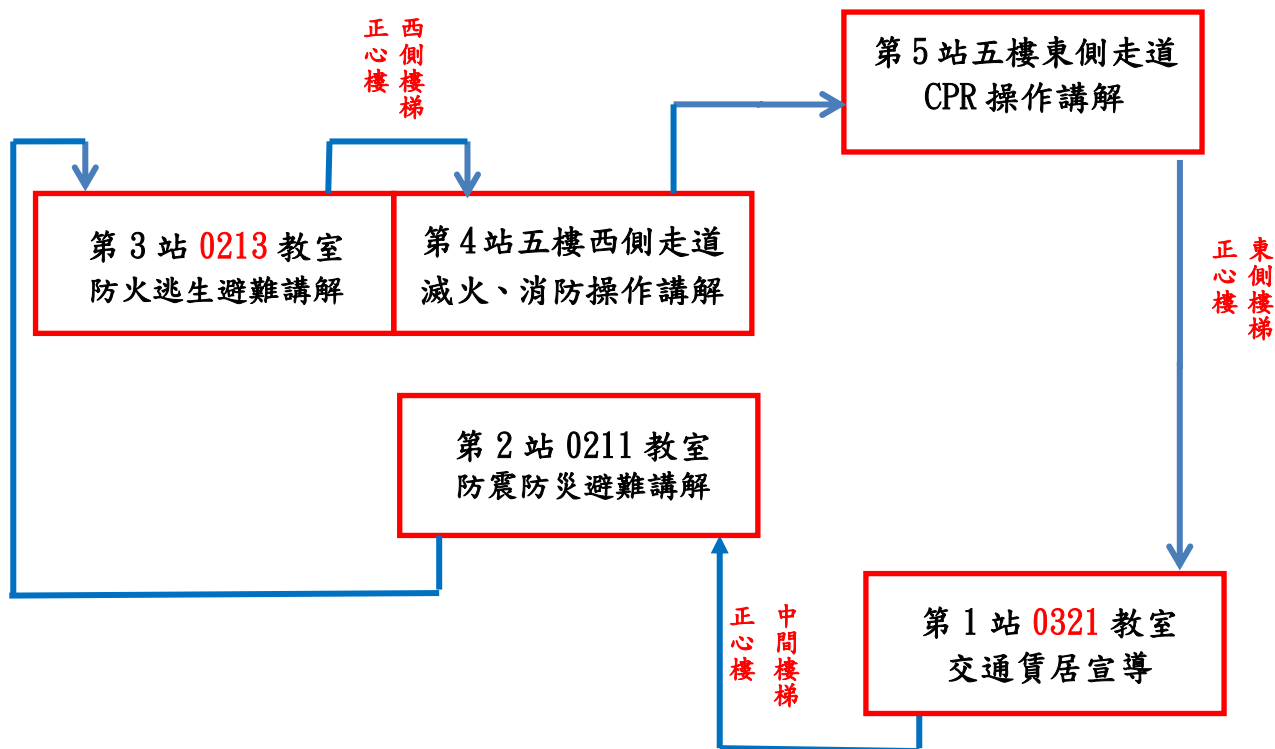 正心樓
西側樓梯
第5站五樓東側走道
CPR操作講解
第3站0213教室
防火逃生避難講解
第4站五樓西側走道
滅火、消防操作講解
正心樓
東側樓梯
第2站0211教室
防震防災避難講解
正心樓
中間樓梯
第1站0321教室
交通賃居宣導